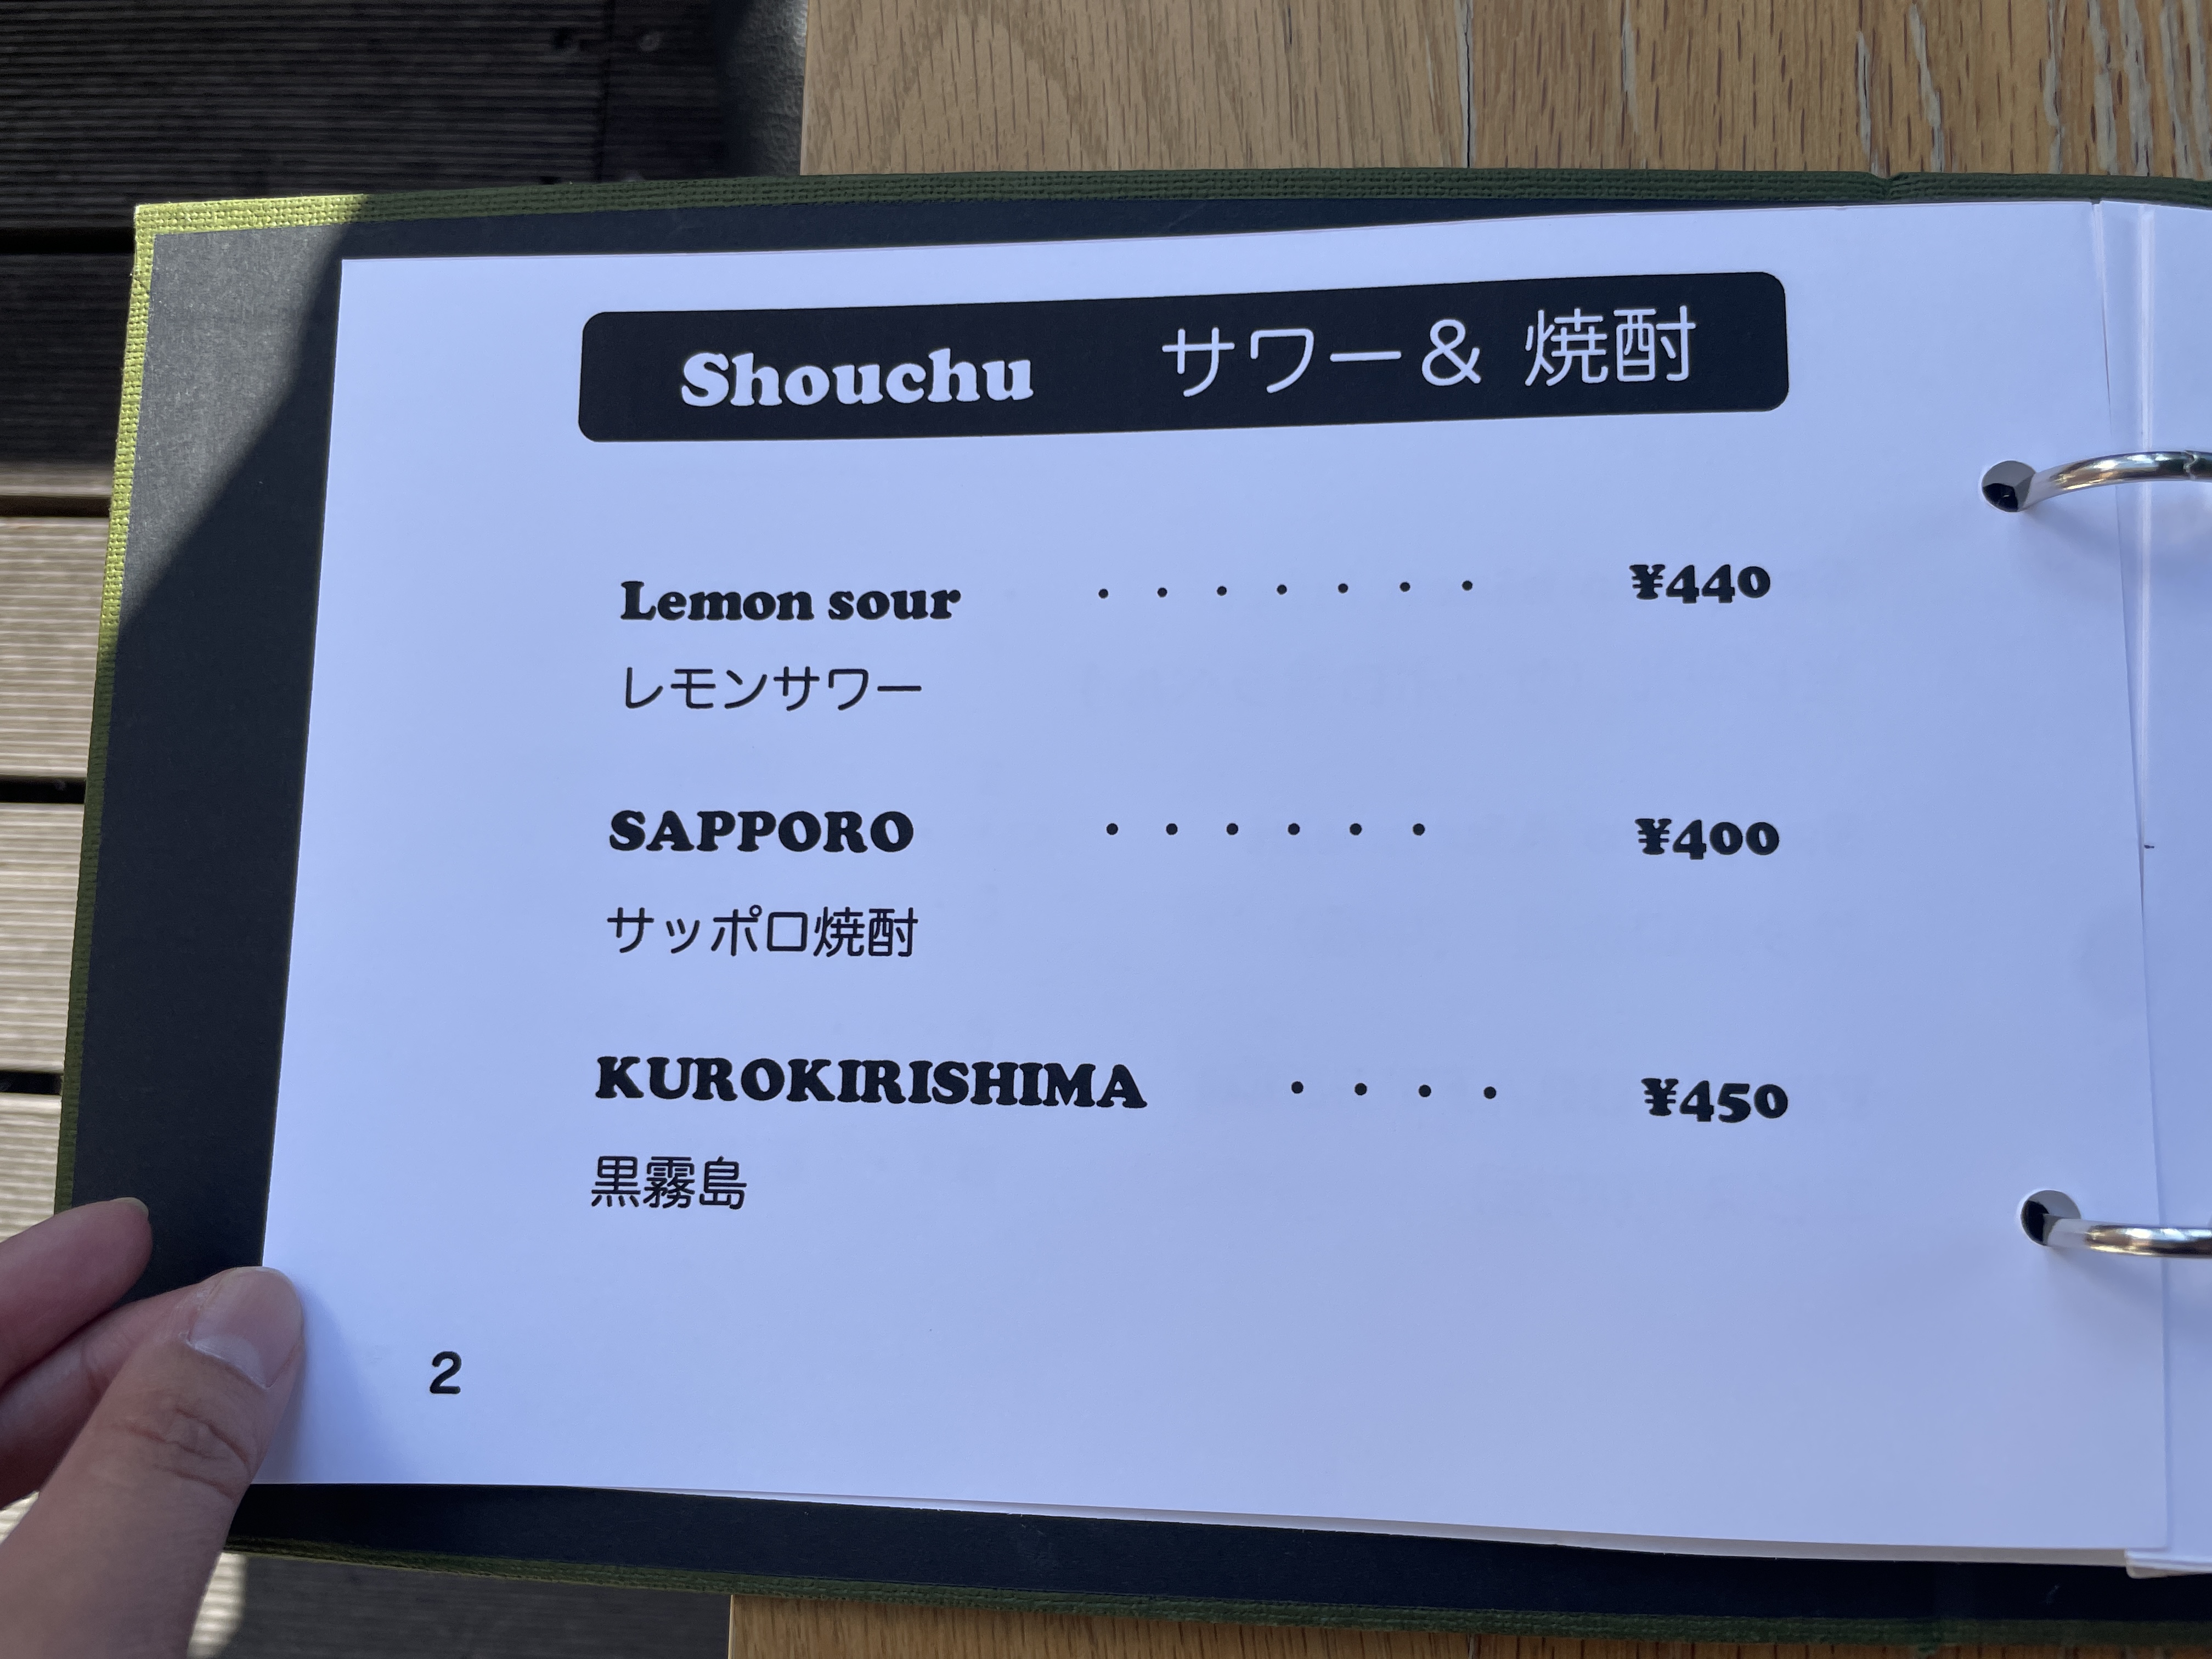 Shouchu サワー& 焼酎
Lemon sour ・・・・・・・ ¥440
レモンサワー
SAPPORO ・・・・・・ ¥400
サッポロ焼酎
KUROKIRISHIMA ・・・・ ¥450
黒霧島
2